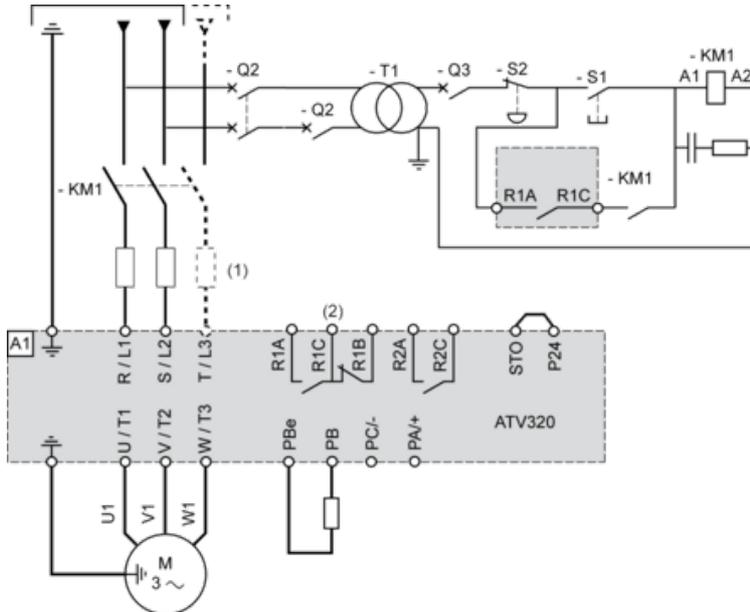 - Q2
- T1
- Q3
- S2
- S1
- KM1
A1
A2
- Q2
- KM1
R1A
R1C
- KM1
(1)
(2)
A1
R / L1
S / L2
T / L3
R1A
R1C
R1B
R2A
R2C
STO
P24
ATV320
U / T1
V / T2
W / T3
PBe
PB
PC/-
PA/+
U1
V1
W1
M
3 ~